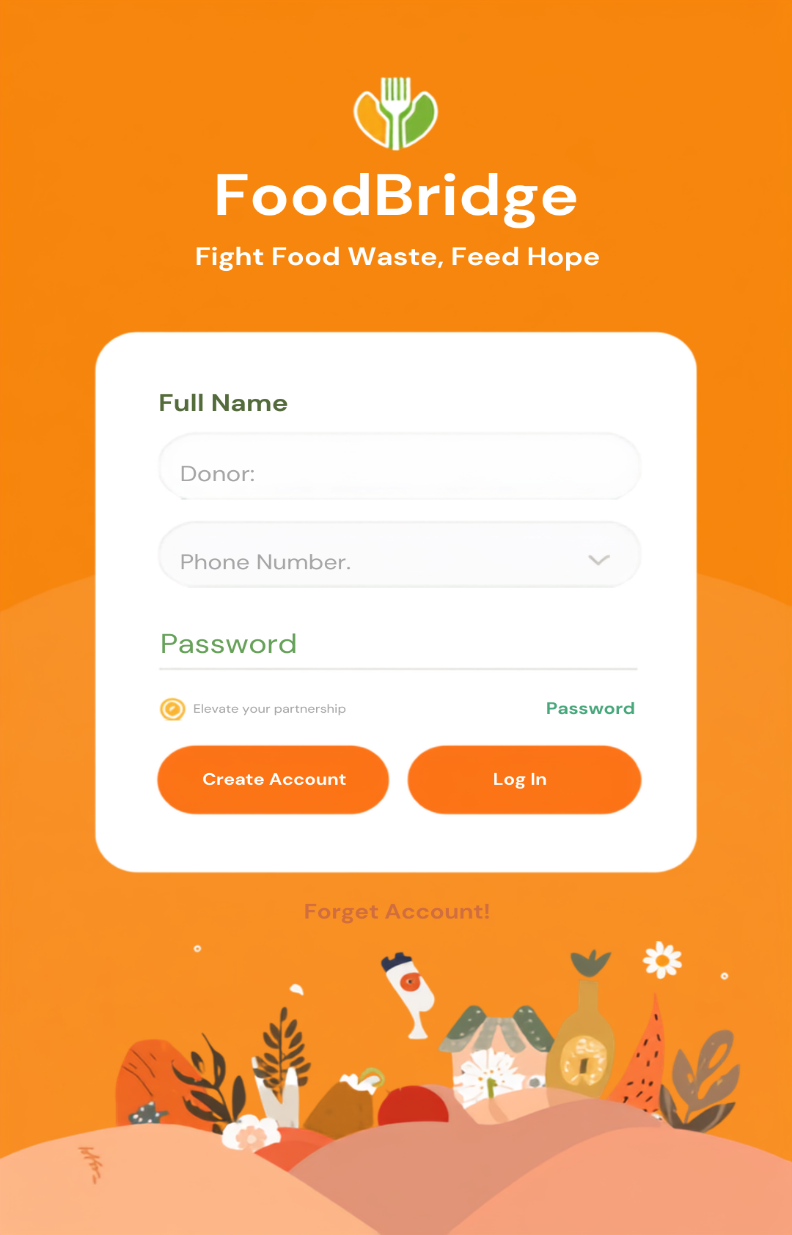 FoodBridge
Fight Food Waste, Feed Hope
Full Name
Donor:
Phone Number.
Password
Elevate your partnership
Password
Create Account
Log In
Forget Account!